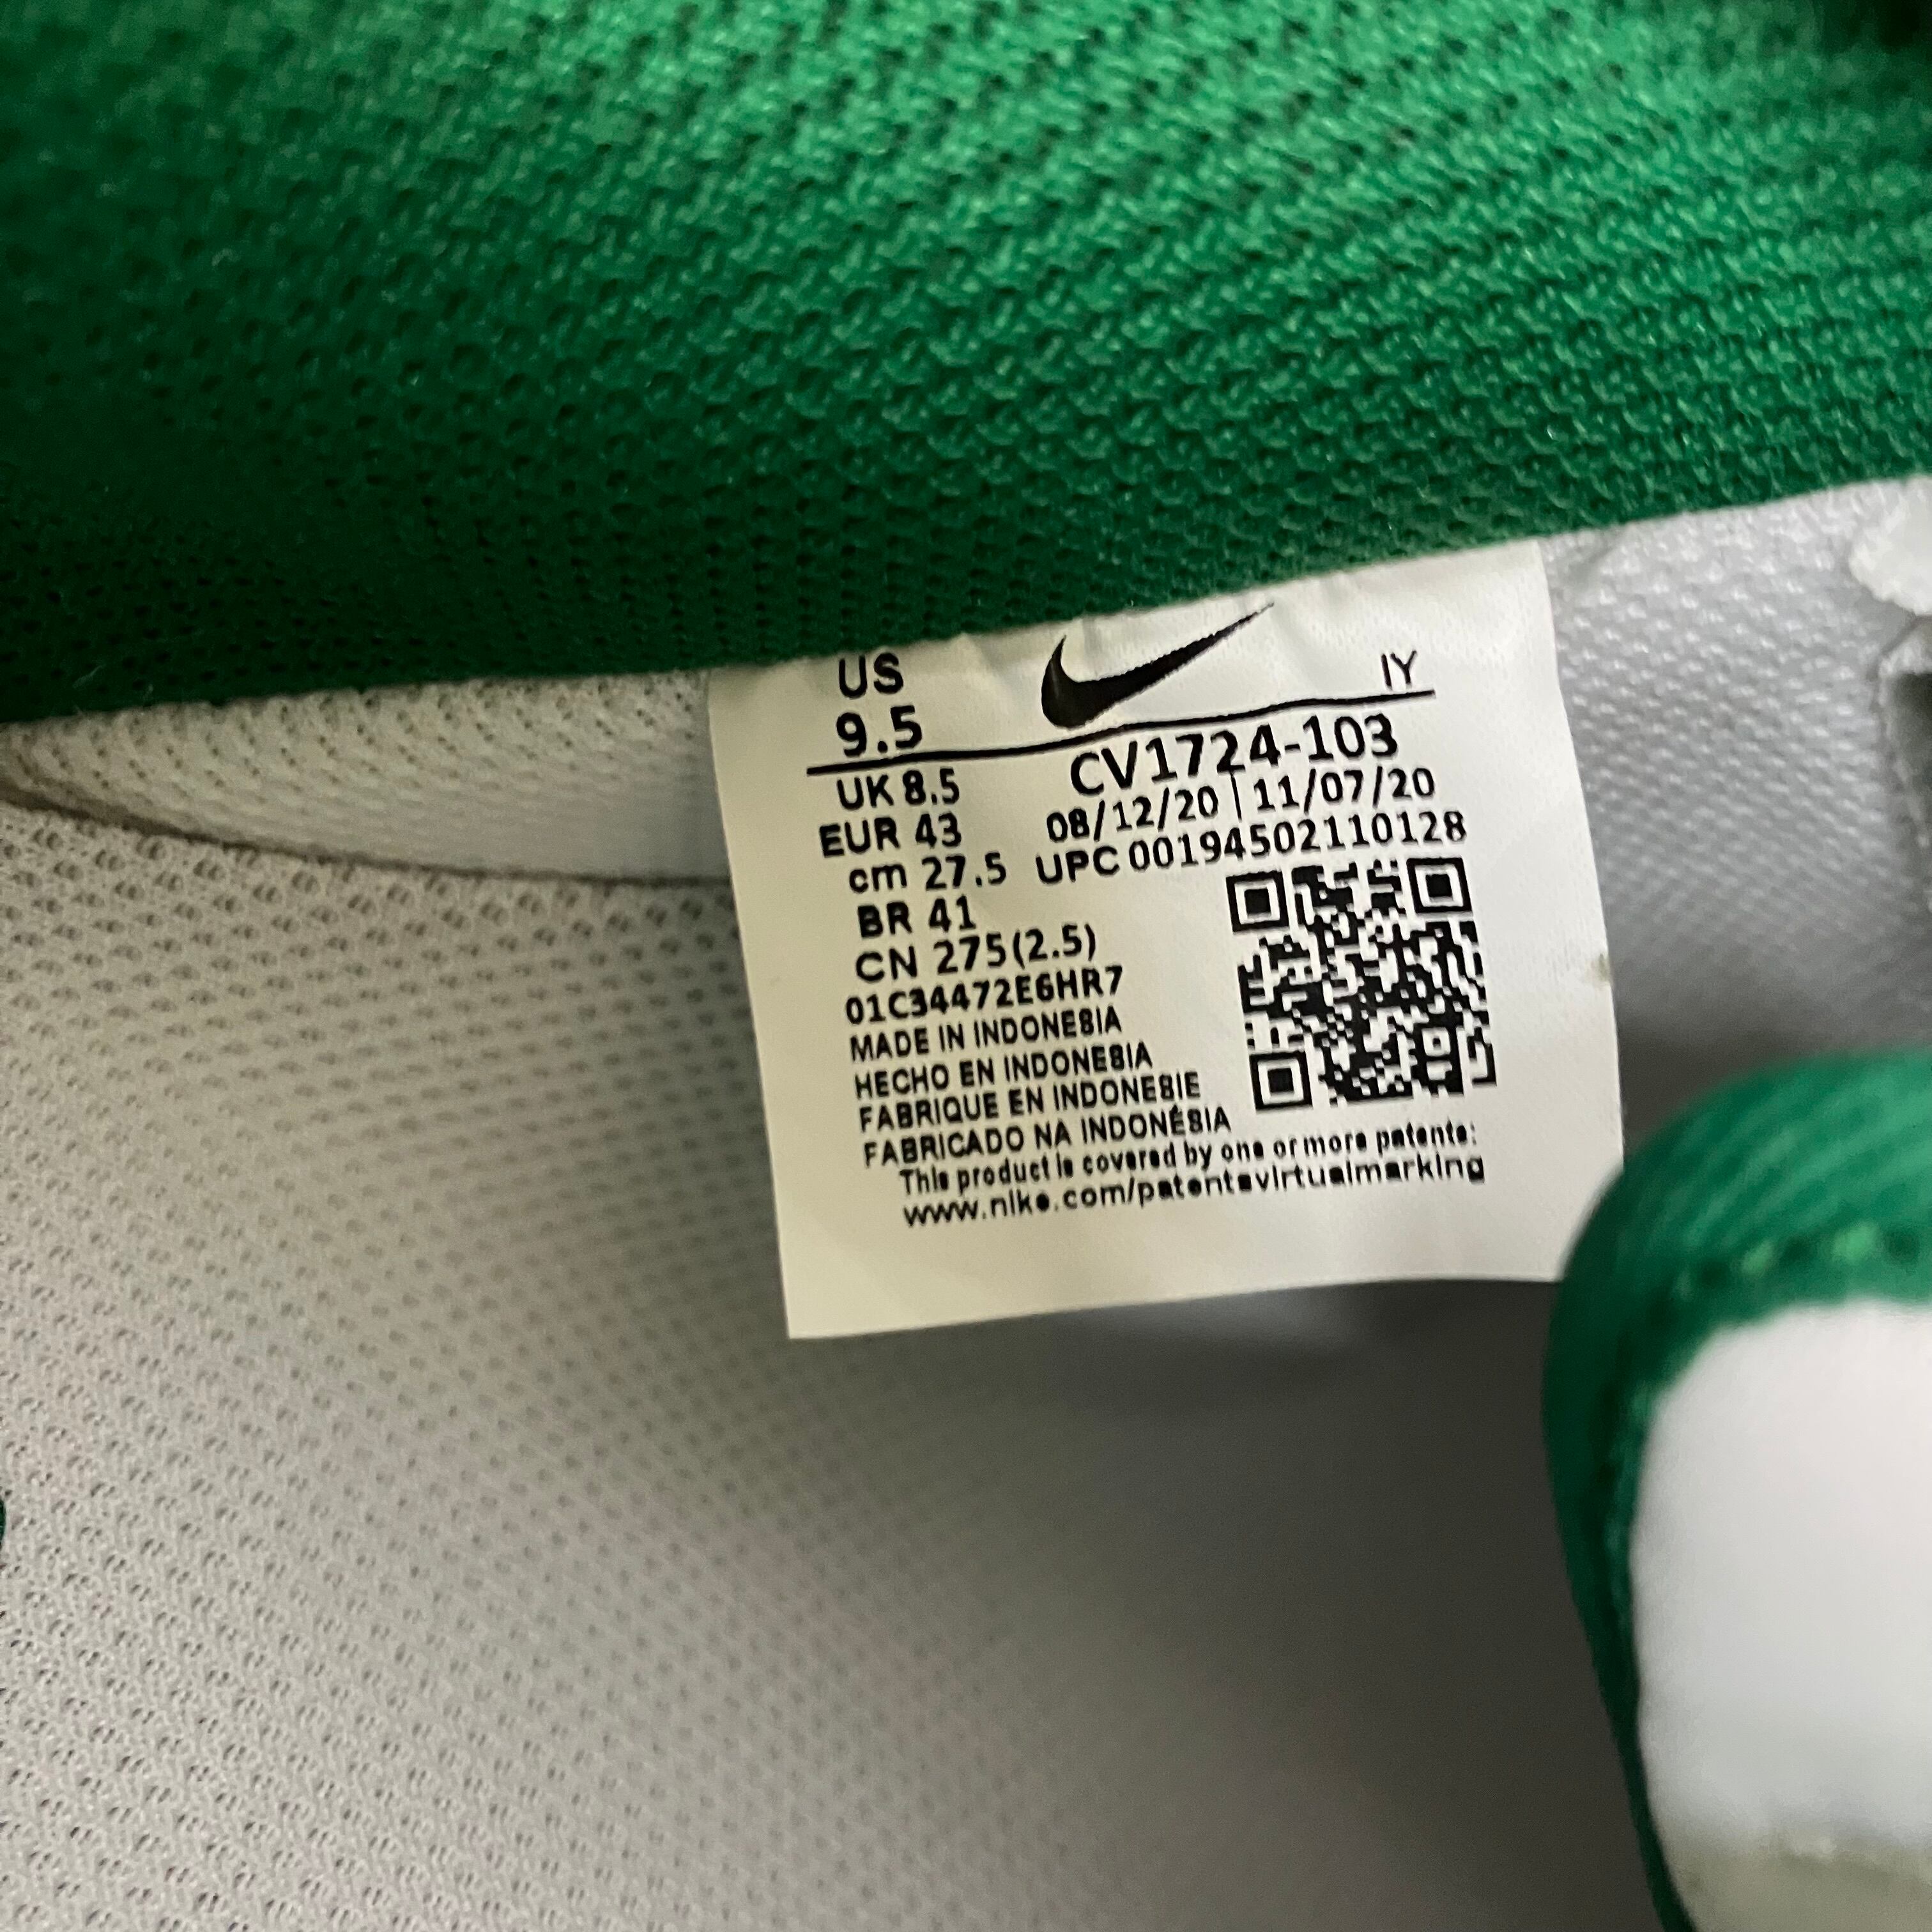 US
9.5
IY
UK 8.5
EUR 43
cm 27.5
BR 41
CN 275(2.5)
CV1724-103
08/12/20 | 11/07/20
UPC 00194502110128
01C34472E6HR7
MADE IN INDONESIA
HECHO EN INDONESIA
FABRIQUE EN INDONESIE
FABRICADO NA INDONÉSIA
This product is covered by one or more patents:
www.nike.com/patentsvirtualmarking